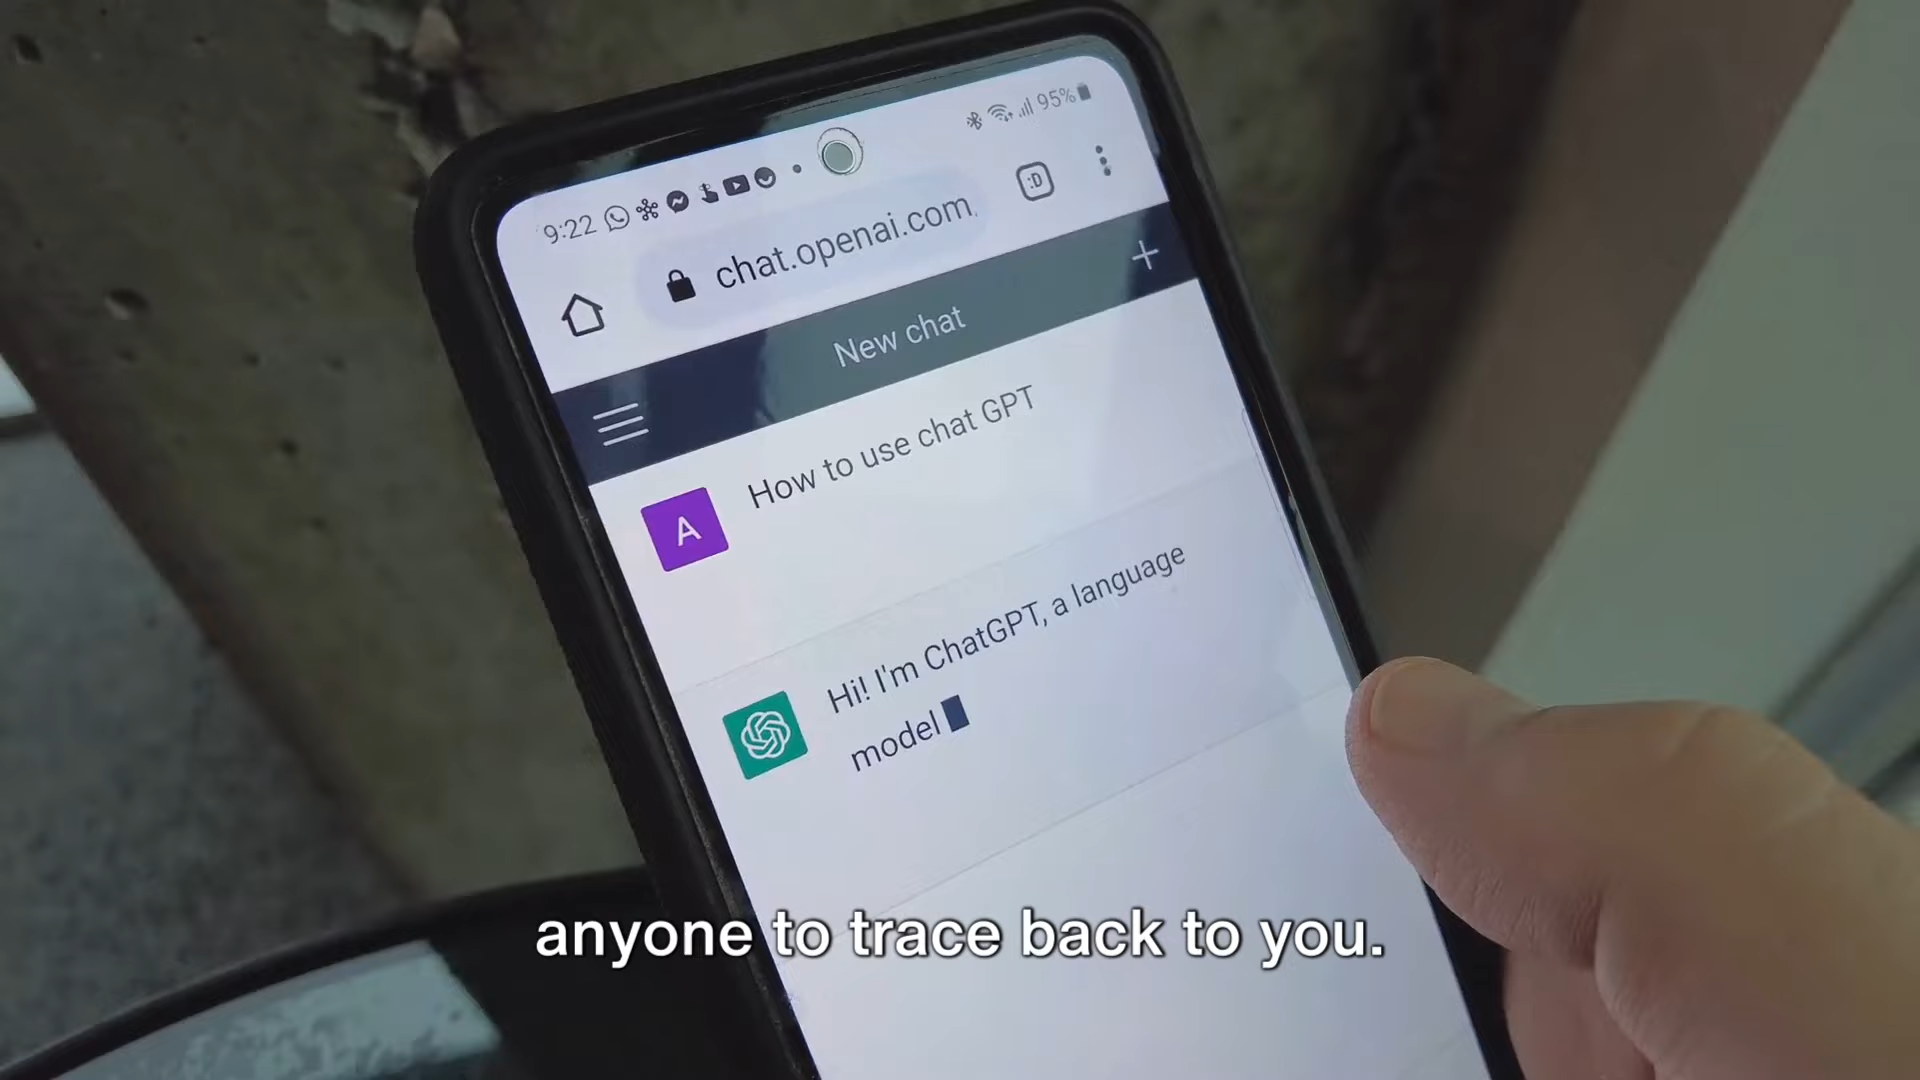 9:22
95%
chat.openai.com
:D
New chat
A
How to use chat GPT
Hi! I'm ChatGPT, a language
model
anyone to trace back to you.